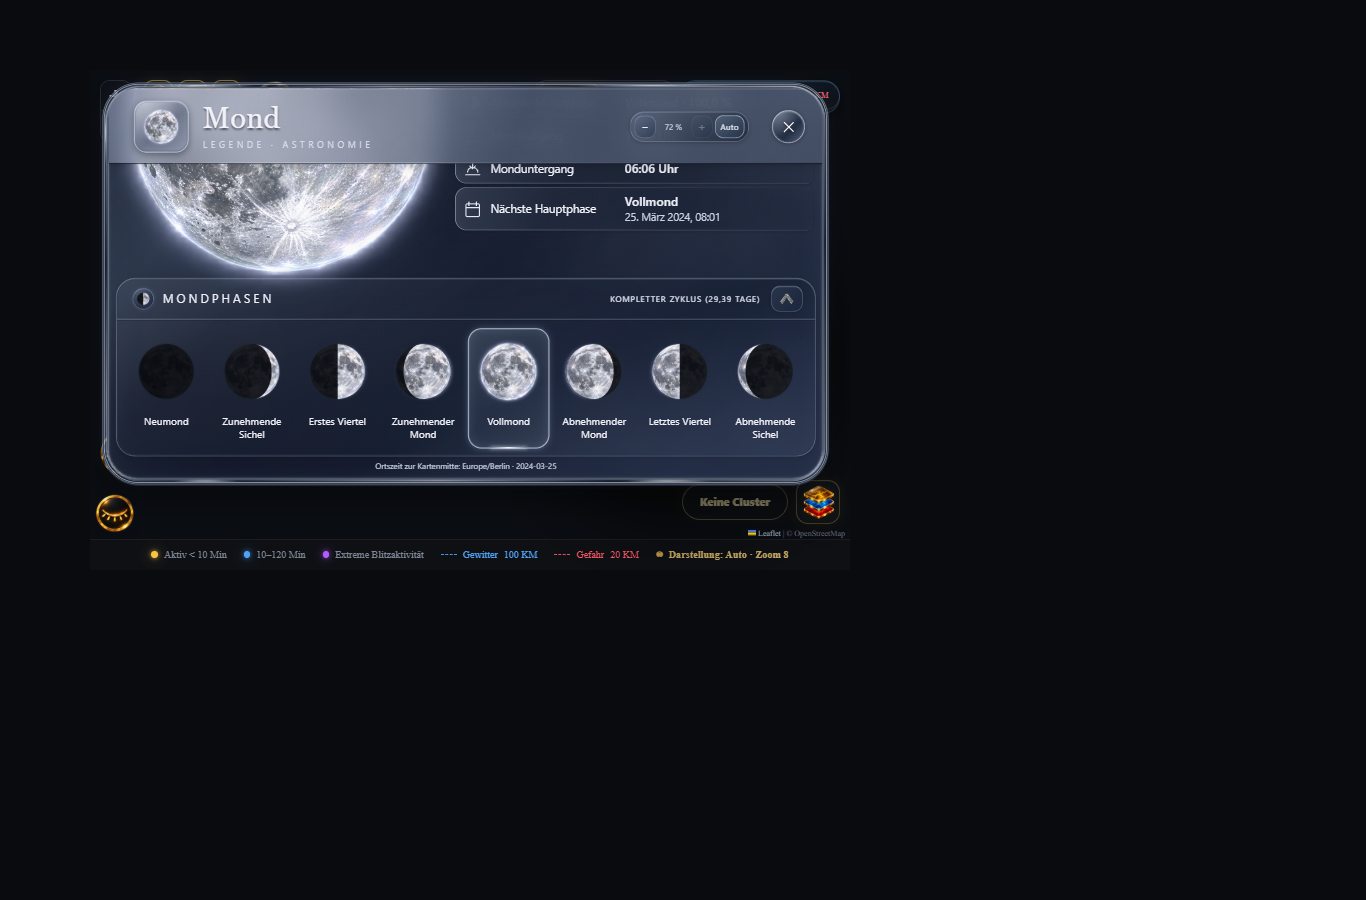 KM
Mond
LEGENDE · ASTRONOMIE
− 72 % + Auto
Monduntergang 06:06 Uhr
Nächste Hauptphase Vollmond
25. März 2024, 08:01
MONDPHASEN KOMPLETTER ZYKLUS (29,39 TAGE)
Neumond
Zunehmende
Sichel
Erstes Viertel
Zunehmender
Mond
Vollmond
Abnehmender
Mond
Letztes Viertel
Abnehmende
Sichel
Ortszeit zur Kartenmitte: Europe/Berlin · 2024-03-25
Keine Cluster
Leaflet | © OpenStreetMap
Aktiv < 10 Min 10–120 Min Extreme Blitzaktivität Gewitter 100 KM Gefahr 20 KM Darstellung: Auto · Zoom 8